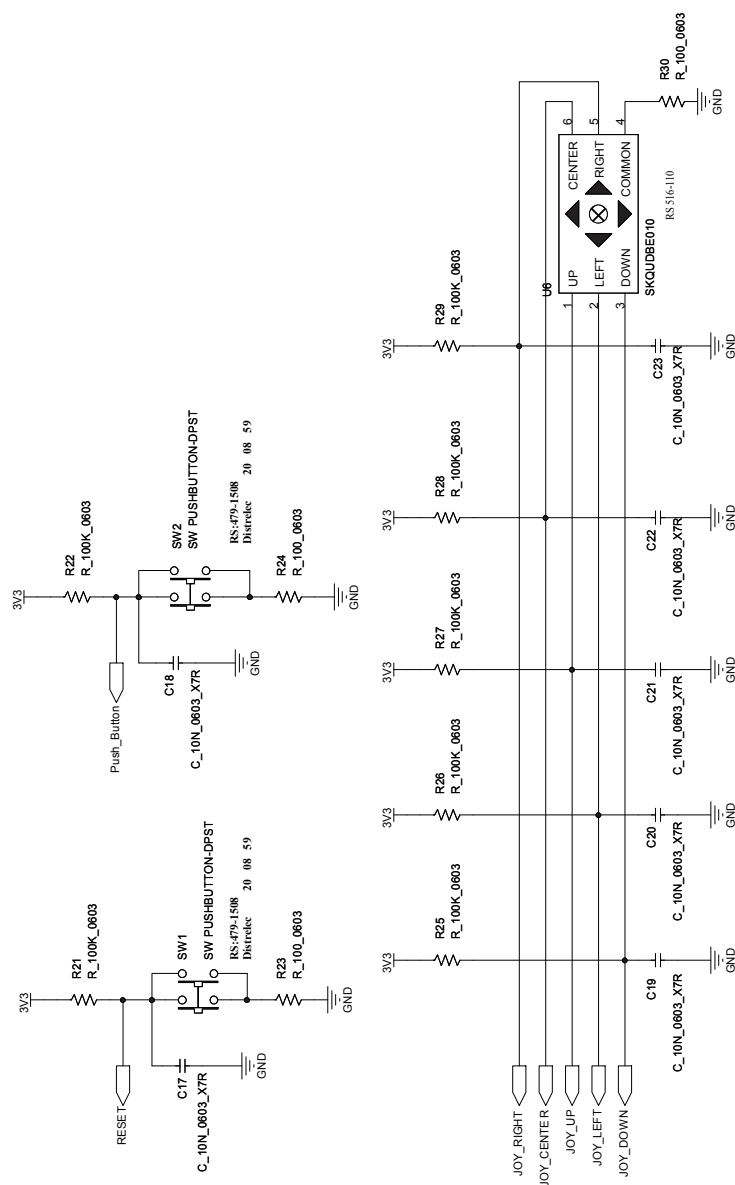 3V3
R21
R_100K_0603
RESET
SW1
SW PUSHBUTTON-DPST
RS:479-1508
Distrelec 20 08 59
C17
C_10N_0603_X7R
GND
R23
R_100_0603
GND
3V3
R22
R_100K_0603
Push_Button
SW2
SW PUSHBUTTON-DPST
RS:479-1508
Distrelec 20 08 59
C18
C_10N_0603_X7R
GND
R24
R_100_0603
GND
3V3
R25
R_100K_0603
C19
C_10N_0603_X7R
GND
3V3
R26
R_100K_0603
C20
C_10N_0603_X7R
GND
3V3
R27
R_100K_0603
C21
C_10N_0603_X7R
GND
3V3
R28
R_100K_0603
C22
C_10N_0603_X7R
GND
3V3
R29
R_100K_0603
C23
C_10N_0603_X7R
GND
JOY_RIGHT
JOY_CENTER
JOY_UP
JOY_LEFT
JOY_DOWN
U6
1 UP CENTER 6
2 LEFT RIGHT 5
3 DOWN COMMON 4
SKQUDBE010
RS 516-110
R30
R_100_0603
GND